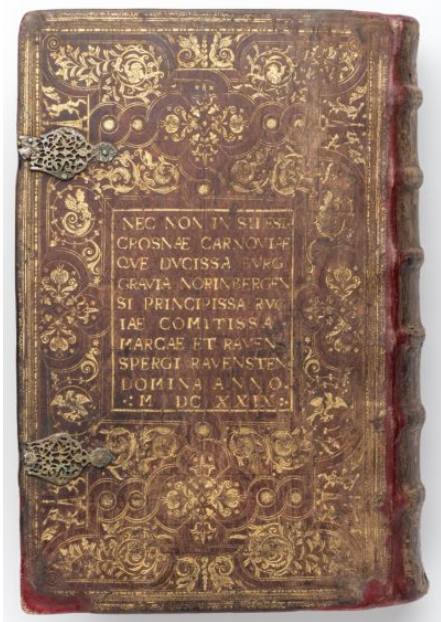 NEC NON IN SILESI
CROSNÆ CARNOVIÆ
QVE DVCISSA BVRG
GRAVIA NORINBERGEN
SI PRINCIPISSA RVG
IAE COMITISSA
MARCAE ET RAVEN
SPERGI RAVENSTEN
DOMINA ANNO.
:M DC XXIX: